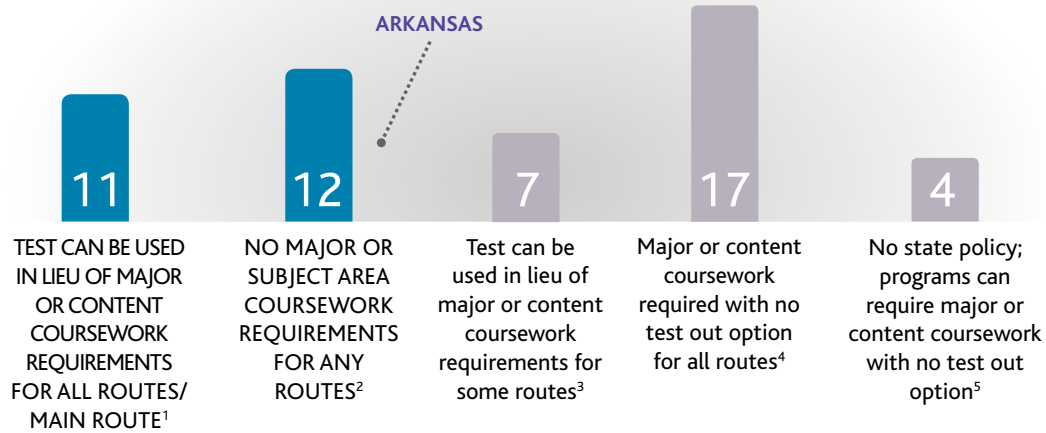 ARKANSAS
11
12
7
17
4
TEST CAN BE USED
IN LIEU OF MAJOR
OR CONTENT
COURSEWORK
REQUIREMENTS
FOR ALL ROUTES/
MAIN ROUTE¹
NO MAJOR OR
SUBJECT AREA
COURSEWORK
REQUIREMENTS
FOR ANY
ROUTES²
Test can be
used in lieu of
major or content
coursework
requirements for
some routes³
Major or content
coursework
required with no
test out option
for all routes⁴
No state policy;
programs can
require major or
content coursework
with no test out
option⁵